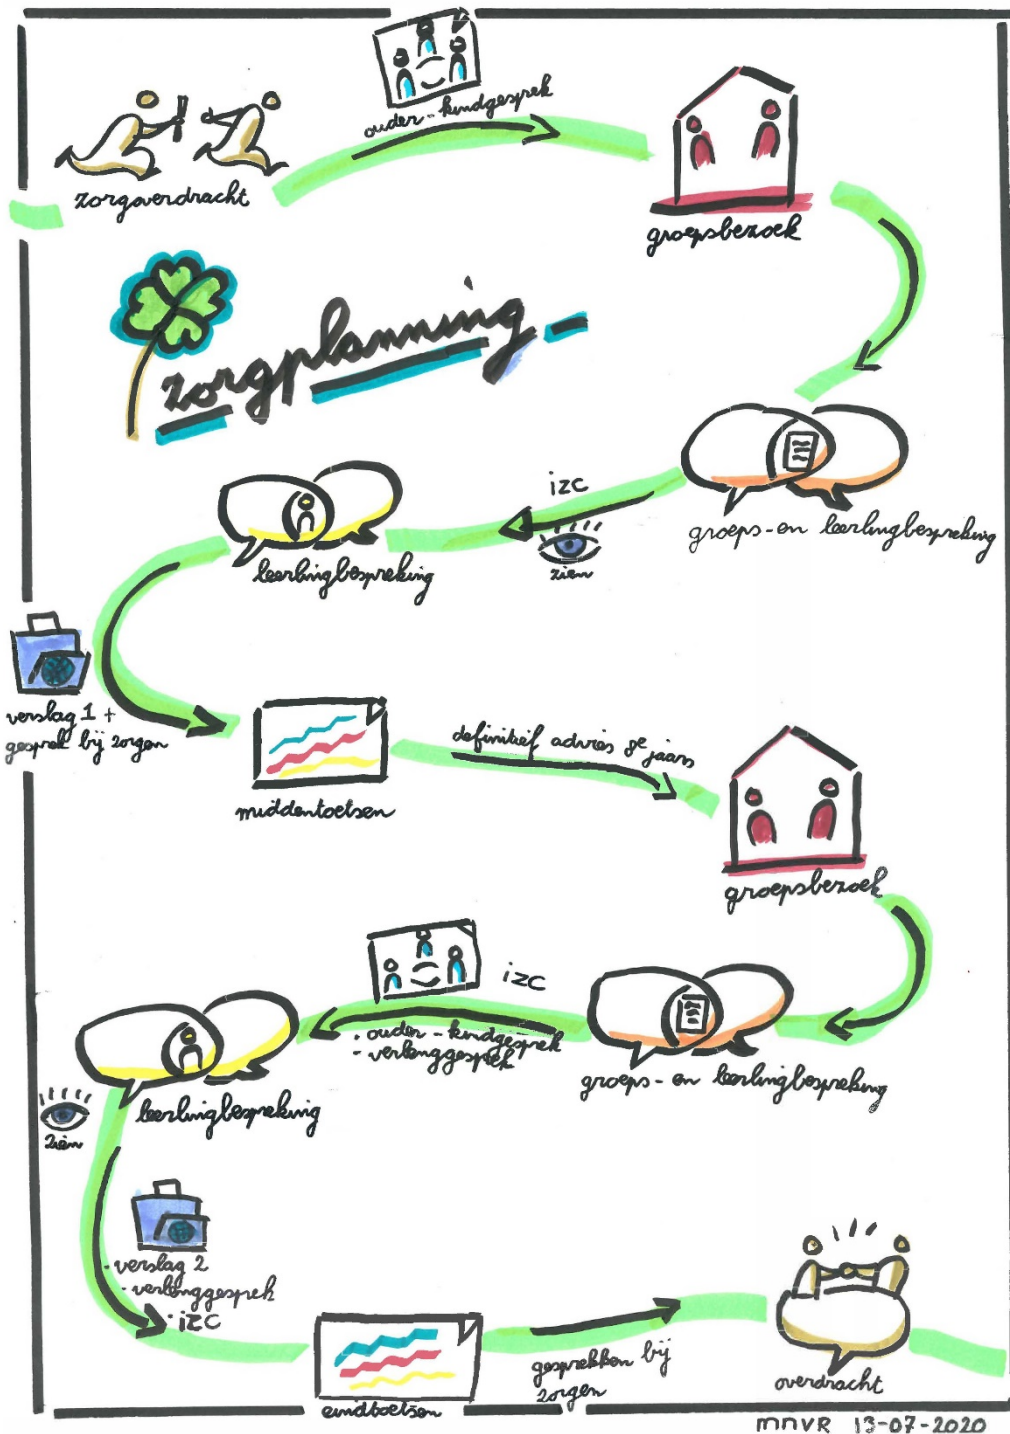 ouder-kindgesprek
zorgoverdracht
groepsbezoek
zorgplanning
izc
groeps-en leerlingbespreking
zien
leerlingbespreking
verslag 1 +
gesprek bij zorgen
definitief advies 8e jaars
middentoetsen
groepsbezoek
izc
· ouder-kindgesprek
- verlenggesprek
groeps- en leerlingbespreking
leerlingbespreking
zien
- verslag 2
- verlenggesprek
· izc
gesprekken bij
zorgen
overdracht
eindtoetsen
MNVR 13-07-2020